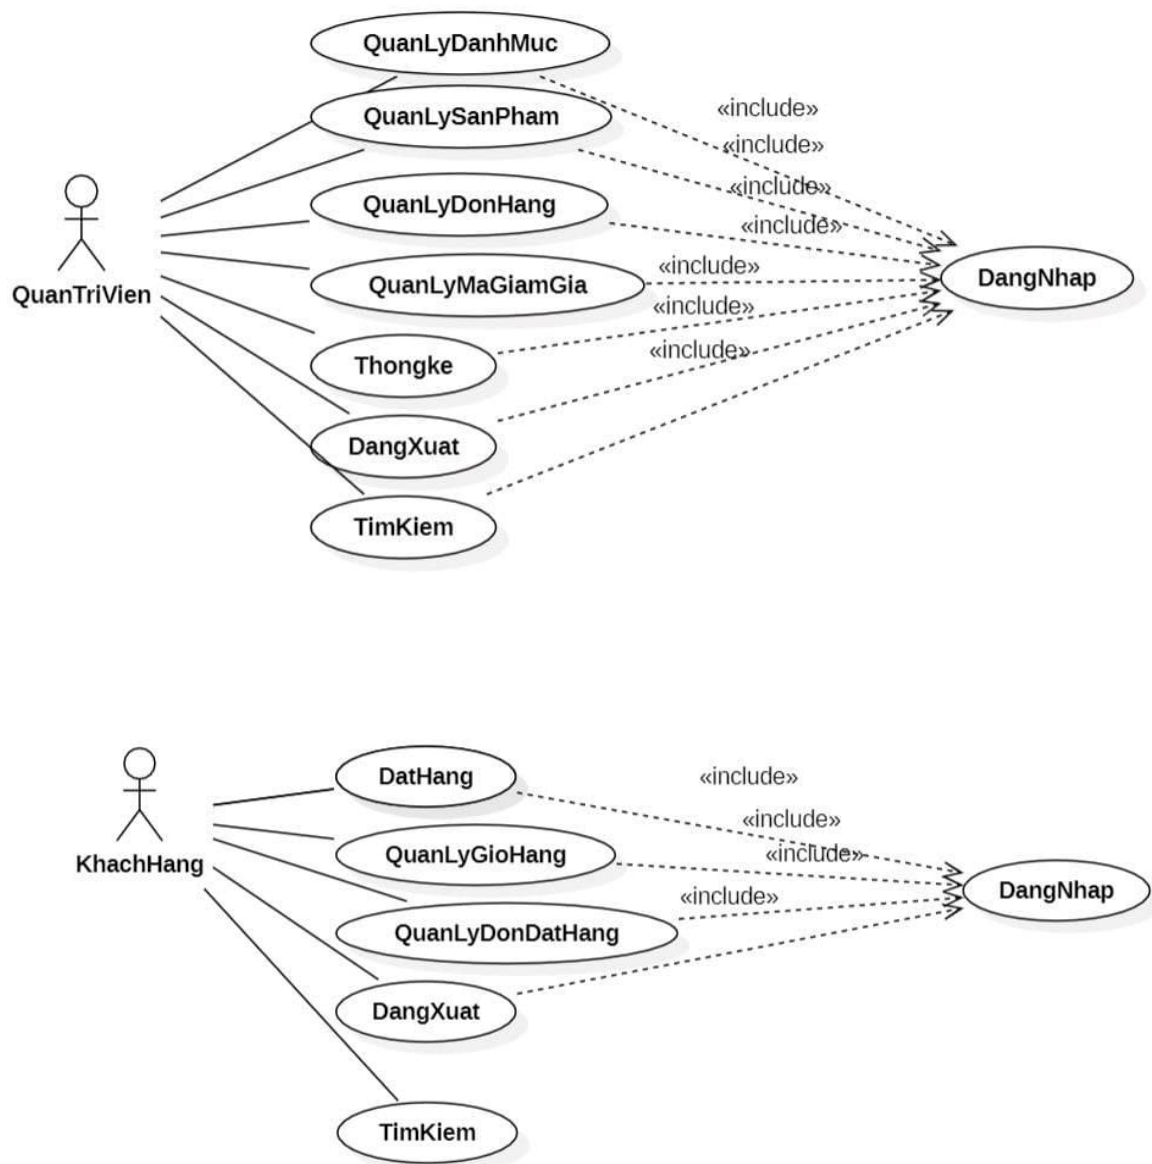 QuanLyDanhMuc
«include»
QuanLySanPham
«include»
«include»
QuanLyDonHang
«include»
QuanTriVien
QuanLyMaGiamGia
«include»
DangNhap
«include»
Thongke
«include»
DangXuat
TimKiem
DatHang
«include»
«include»
KhachHang
QuanLyGioHang
«include»
DangNhap
«include»
QuanLyDonDatHang
DangXuat
TimKiem